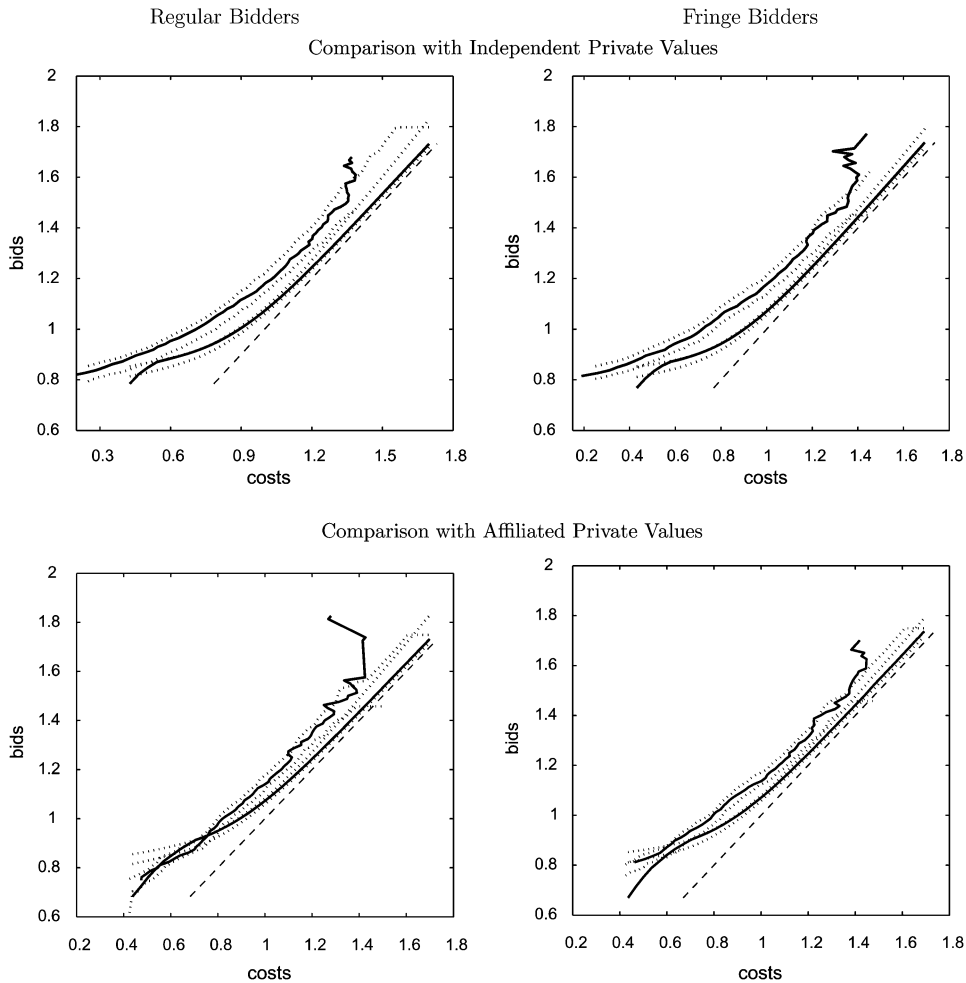 Regular Bidders
Fringe Bidders
Comparison with Independent Private Values
2
1.8
1.6
1.4
1.2
1
0.8
0.6
bids
0.3 0.6 0.9 1.2 1.5 1.8
costs
2
1.8
1.6
1.4
1.2
1
0.8
0.6
bids
0.2 0.4 0.6 0.8 1 1.2 1.4 1.6 1.8
costs
Comparison with Affiliated Private Values
2
1.8
1.6
1.4
1.2
1
0.8
0.6
bids
0.2 0.4 0.6 0.8 1 1.2 1.4 1.6 1.8
costs
2
1.8
1.6
1.4
1.2
1
0.8
0.6
bids
0.2 0.4 0.6 0.8 1 1.2 1.4 1.6 1.8
costs